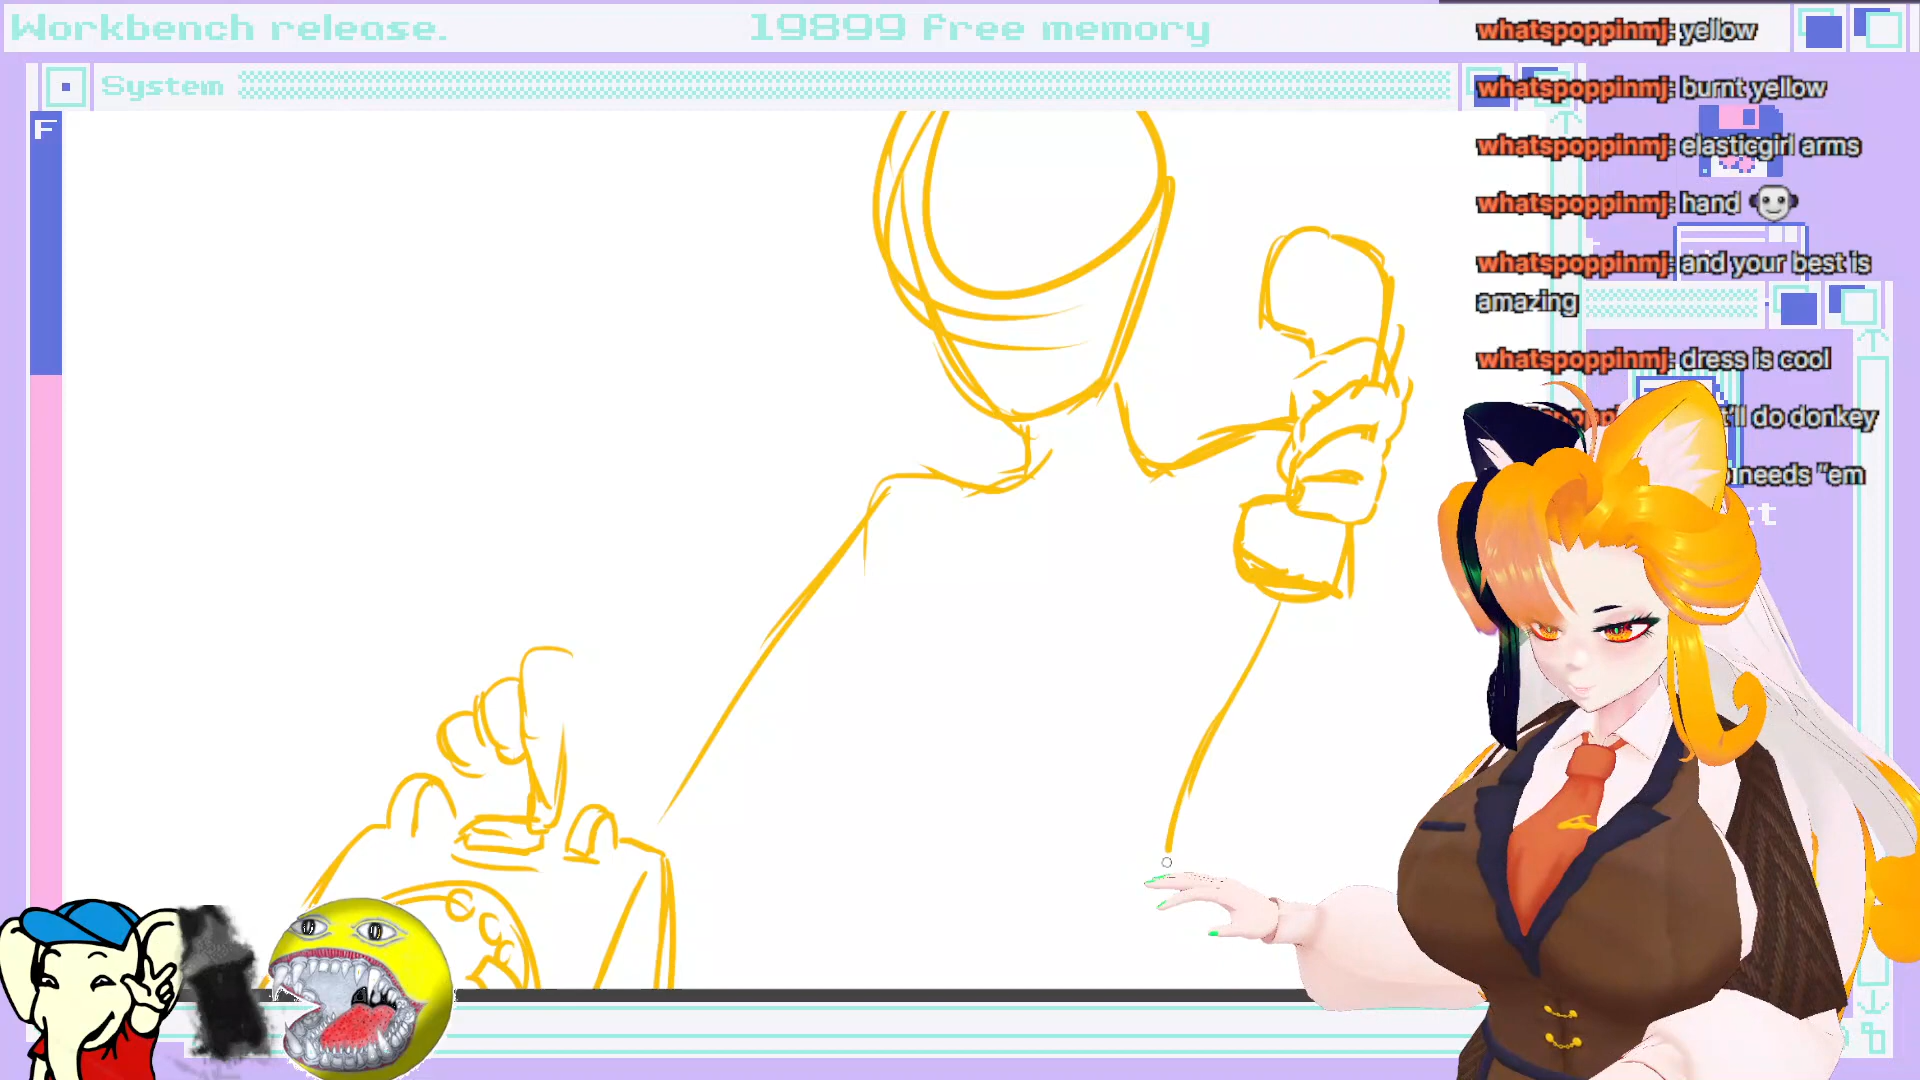 Workbench release.
19899 free memory
System
F
whatspoppinmj: yellow
whatspoppinmj: burnt yellow
whatspoppinmj: elasticgirl arms
whatspoppinmj: hand
whatspoppinmj: and your best is
amazing
whatspoppinmj: dress is cool
'll do donkey
needs "em